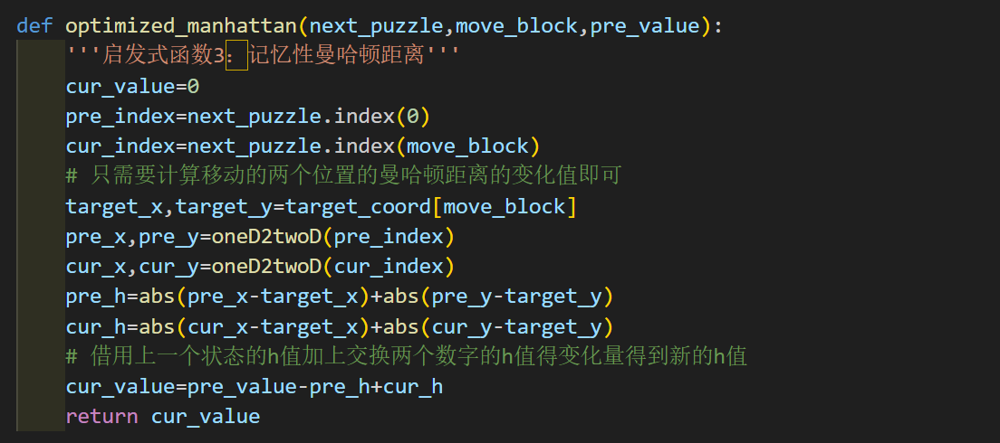 def optimized_manhattan(next_puzzle,move_block,pre_value):
'''启发式函数3：记忆性曼哈顿距离'''
cur_value=0
pre_index=next_puzzle.index(0)
cur_index=next_puzzle.index(move_block)
# 只需要计算移动的两个位置的曼哈顿距离的变化值即可
target_x,target_y=target_coord[move_block]
pre_x,pre_y=oneD2twoD(pre_index)
cur_x,cur_y=oneD2twoD(cur_index)
pre_h=abs(pre_x-target_x)+abs(pre_y-target_y)
cur_h=abs(cur_x-target_x)+abs(cur_y-target_y)
# 借用上一个状态的h值加上交换两个数字的h值得变化量得到新的h值
cur_value=pre_value-pre_h+cur_h
return cur_value